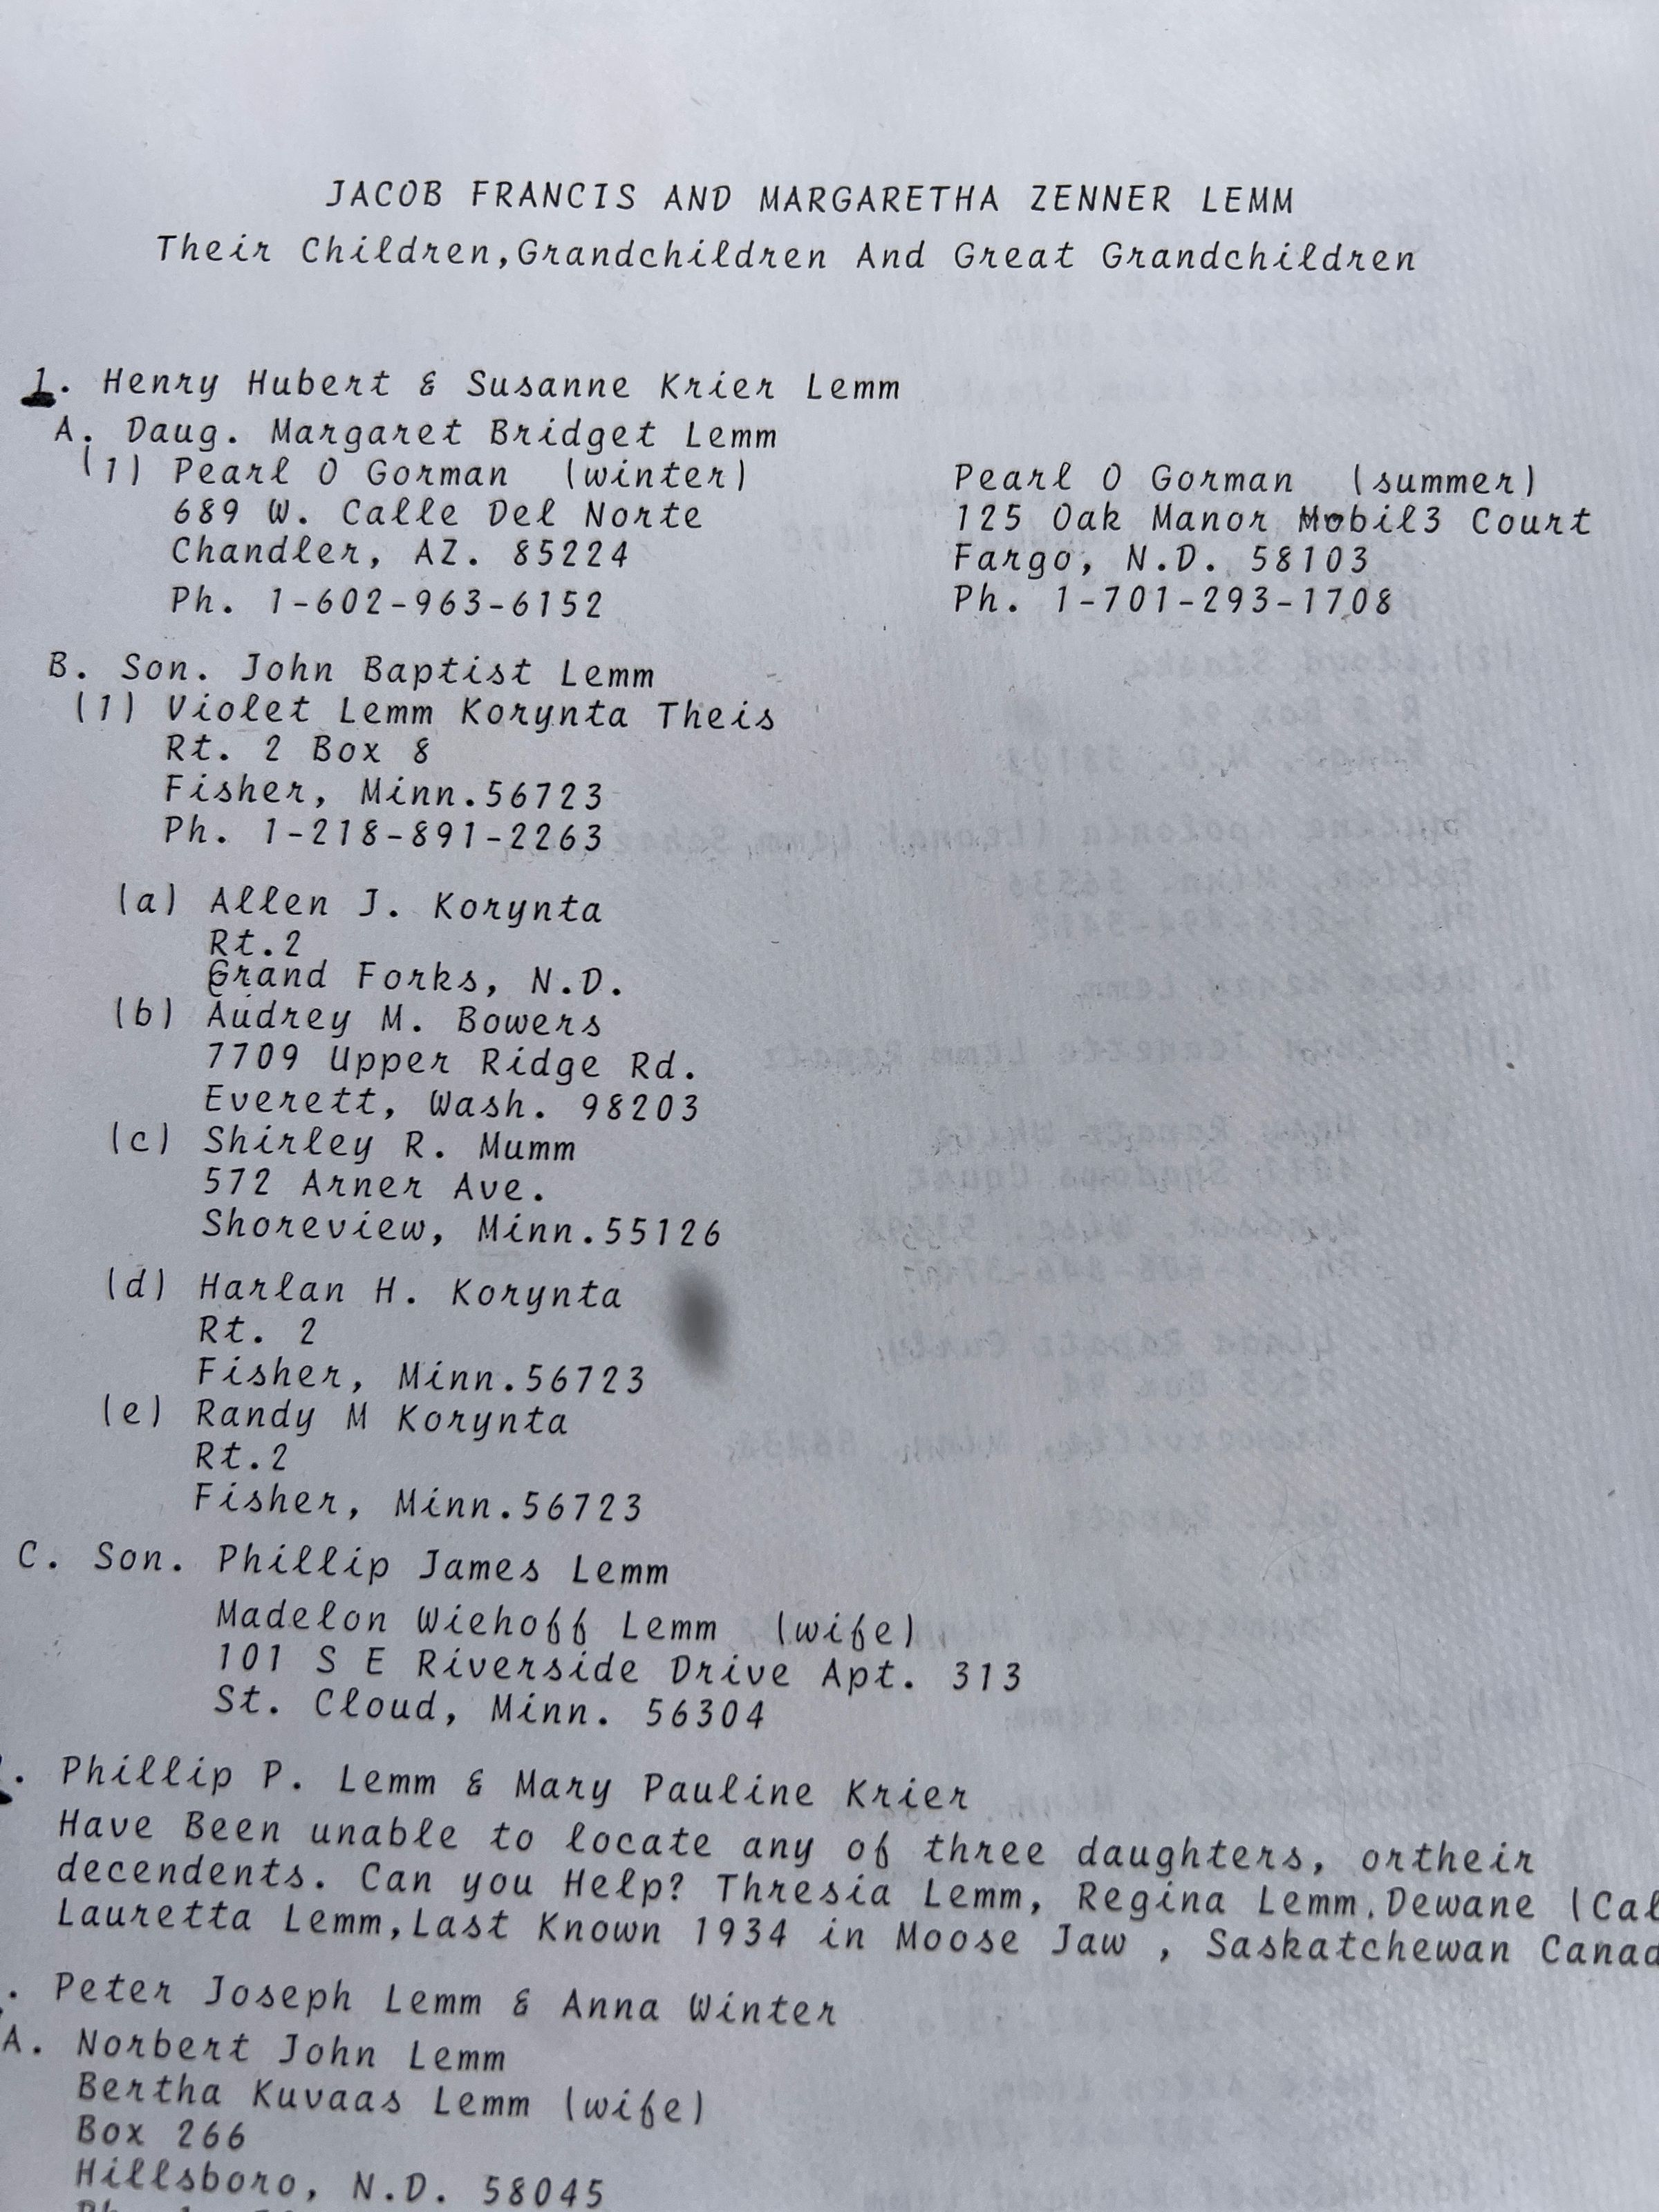 JACOB FRANCIS AND MARGARETHA ZENNER LEMM
Their Children,Grandchildren And Great Grandchildren
1. Henry Hubert & Susanne Krier Lemm
A. Daug. Margaret Bridget Lemm
(1) Pearl O Gorman (winter)
689 W. Calle Del Norte
Chandler, AZ. 85224
Ph. 1-602-963-6152
Pearl O Gorman (summer)
125 Oak Manor Mobil3 Court
Fargo, N.D. 58103
Ph. 1-701-293-1708
B. Son. John Baptist Lemm
(1) Violet Lemm Korynta Theis
Rt. 2 Box 8
Fisher, Minn.56723
Ph. 1-218-891-2263
(a) Allen J. Korynta
Rt.2
Grand Forks, N.D.
(b) Audrey M. Bowers
7709 Upper Ridge Rd.
Everett, Wash. 98203
(c) Shirley R. Mumm
572 Arner Ave.
Shoreview, Minn.55126
(d) Harlan H. Korynta
Rt. 2
Fisher, Minn.56723
(e) Randy M Korynta
Rt.2
Fisher, Minn.56723
C. Son. Phillip James Lemm
Madelon Wiehoff Lemm (wife)
101 S E Riverside Drive Apt. 313
St. Cloud, Minn. 56304
. Phillip P. Lemm & Mary Pauline Krier
Have Been unable to locate any of three daughters, ortheir
decendents. Can you Help? Thresia Lemm, Regina Lemm.Dewane (Cal
Lauretta Lemm,Last Known 1934 in Moose Jaw , Saskatchewan Canad
. Peter Joseph Lemm & Anna Winter
A. Norbert John Lemm
Bertha Kuvaas Lemm (wife)
Box 266
Hillsboro, N.D. 58045